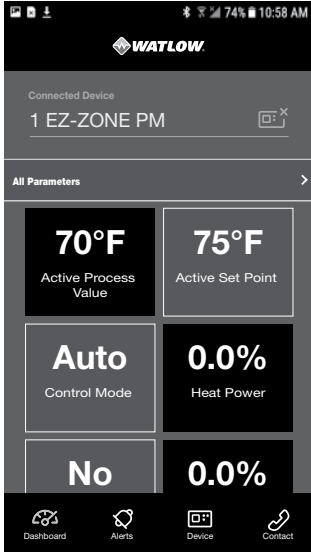 74% 10:58 AM
WATLOW.
Connected Device
1 EZ-ZONE PM
All Parameters
70°F 75°F
Active Process Active Set Point
Value
Auto 0.0%
Control Mode Heat Power
No 0.0%
Dashboard Alerts Device Contact